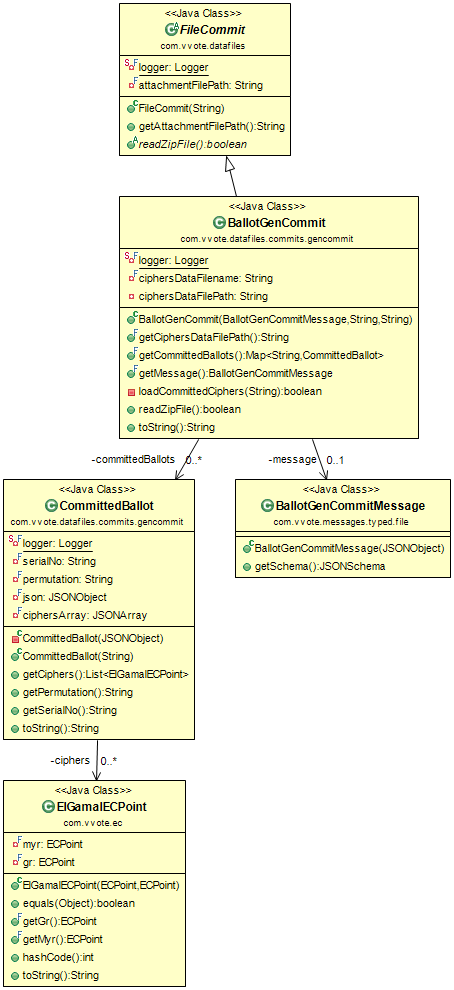 <<Java Class>>
FileCommit
com.vvote.datafiles
logger: Logger
attachmentFilePath: String
FileCommit(String)
getAttachmentFilePath():String
readZipFile():boolean
<<Java Class>>
BallotGenCommit
com.vvote.datafiles.commits.gencommit
logger: Logger
ciphersDataFilename: String
ciphersDataFilePath: String
BallotGenCommit(BallotGenCommitMessage,String,String)
getCiphersDataFilePath():String
getCommittedBallots():Map<String,CommittedBallot>
getMessage():BallotGenCommitMessage
loadCommittedCiphers(String):boolean
readZipFile():boolean
toString():String
-committedBallots 0..*
-message 0..1
<<Java Class>>
CommittedBallot
com.vvote.datafiles.commits.gencommit
logger: Logger
serialNo: String
permutation: String
json: JSONObject
ciphersArray: JSONArray
CommittedBallot(JSONObject)
CommittedBallot(String)
getCiphers():List<ElGamalECPoint>
getPermutation():String
getSerialNo():String
toString():String
<<Java Class>>
BallotGenCommitMessage
com.vvote.messages.typed.file
BallotGenCommitMessage(JSONObject)
getSchema():JSONSchema
-ciphers 0..*
<<Java Class>>
ElGamalECPoint
com.vvote.ec
myr: ECPoint
gr: ECPoint
ElGamalECPoint(ECPoint,ECPoint)
equals(Object):boolean
getGr():ECPoint
getMyr():ECPoint
hashCode():int
toString():String